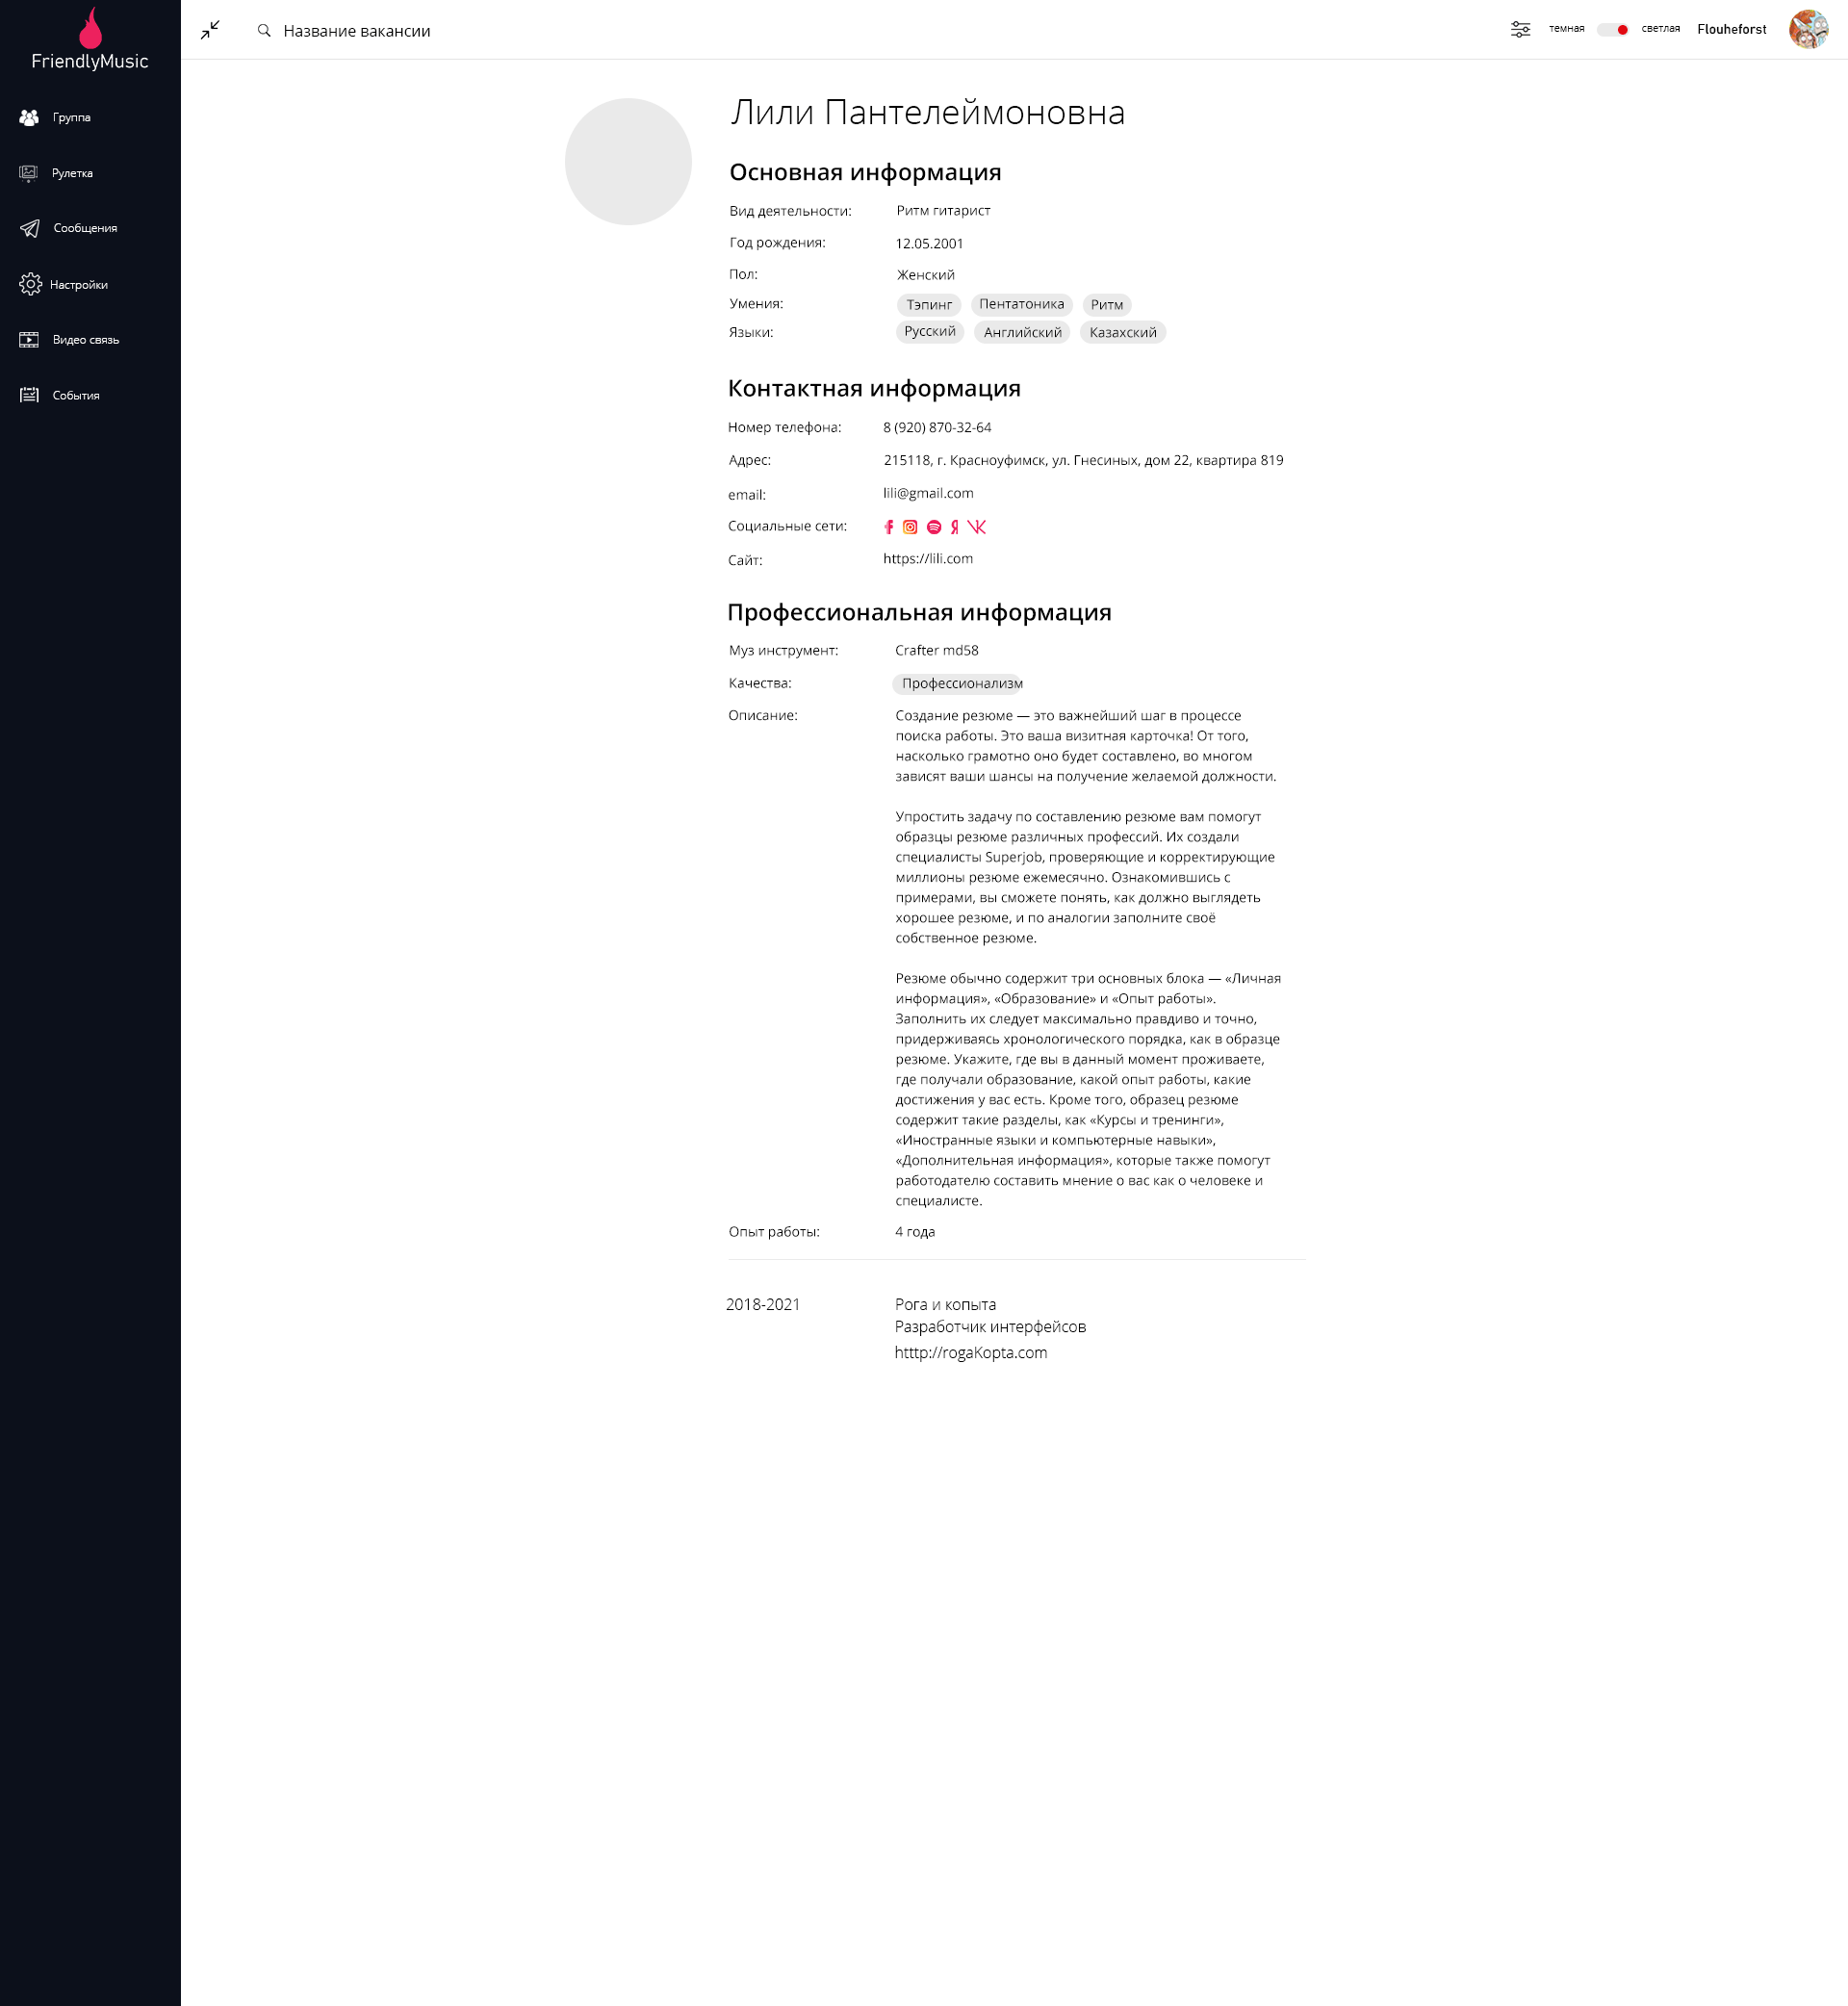 FriendlyMusic
Группа
Рулетка
Сообщения
Настройки
Видео связь
События
Название вакансии
темная
светлая
Flouheforst
Лили Пантелеймоновна
Основная информация
Вид деятельности: Ритм гитарист
Год рождения: 12.05.2001
Пол: Женский
Умения: Тэпинг Пентатоника Ритм
Языки: Русский Английский Казахский
Контактная информация
Номер телефона: 8 (920) 870-32-64
Адрес: 215118, г. Красноуфимск, ул. Гнесиных, дом 22, квартира 819
email: lili@gmail.com
Социальные сети:
Сайт: https://lili.com
Профессиональная информация
Муз инструмент: Crafter md58
Качества: Профессионализм
Описание: Создание резюме — это важнейший шаг в процессе
поиска работы. Это ваша визитная карточка! От того,
насколько грамотно оно будет составлено, во многом
зависят ваши шансы на получение желаемой должности.
Упростить задачу по составлению резюме вам помогут
образцы резюме различных профессий. Их создали
специалисты Superjob, проверяющие и корректирующие
миллионы резюме ежемесячно. Ознакомившись с
примерами, вы сможете понять, как должно выглядеть
хорошее резюме, и по аналогии заполните своё
собственное резюме.
Резюме обычно содержит три основных блока — «Личная
информация», «Образование» и «Опыт работы».
Заполнить их следует максимально правдиво и точно,
придерживаясь хронологического порядка, как в образце
резюме. Укажите, где вы в данный момент проживаете,
где получали образование, какой опыт работы, какие
достижения у вас есть. Кроме того, образец резюме
содержит такие разделы, как «Курсы и тренинги»,
«Иностранные языки и компьютерные навыки»,
«Дополнительная информация», которые также помогут
работодателю составить мнение о вас как о человеке и
специалисте.
Опыт работы: 4 года
2018-2021 Рога и копыта
Разработчик интерфейсов
htttp://rogaKopta.com